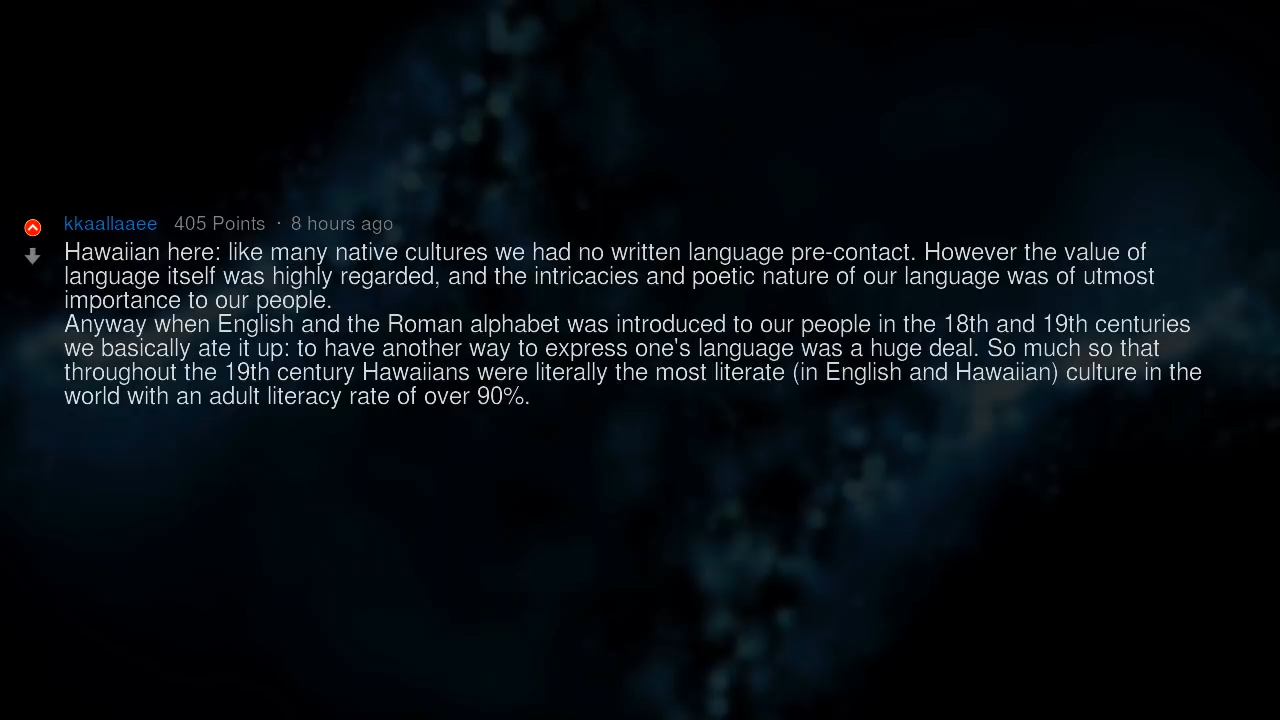 kkaallaaee 405 Points · 8 hours ago
Hawaiian here: like many native cultures we had no written language pre-contact. However the value of
language itself was highly regarded, and the intricacies and poetic nature of our language was of utmost
importance to our people.
Anyway when English and the Roman alphabet was introduced to our people in the 18th and 19th centuries
we basically ate it up: to have another way to express one's language was a huge deal. So much so that
throughout the 19th century Hawaiians were literally the most literate (in English and Hawaiian) culture in the
world with an adult literacy rate of over 90%.